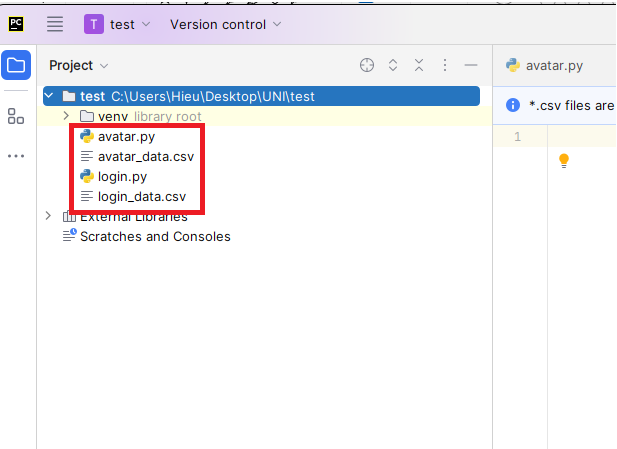 PC
T test Version control
Project
avatar.py
test C:\Users\Hieu\Desktop\UNI\test
*.csv files are
venv library root
1
avatar.py
avatar_data.csv
login.py
login_data.csv
External Libraries
Scratches and Consoles